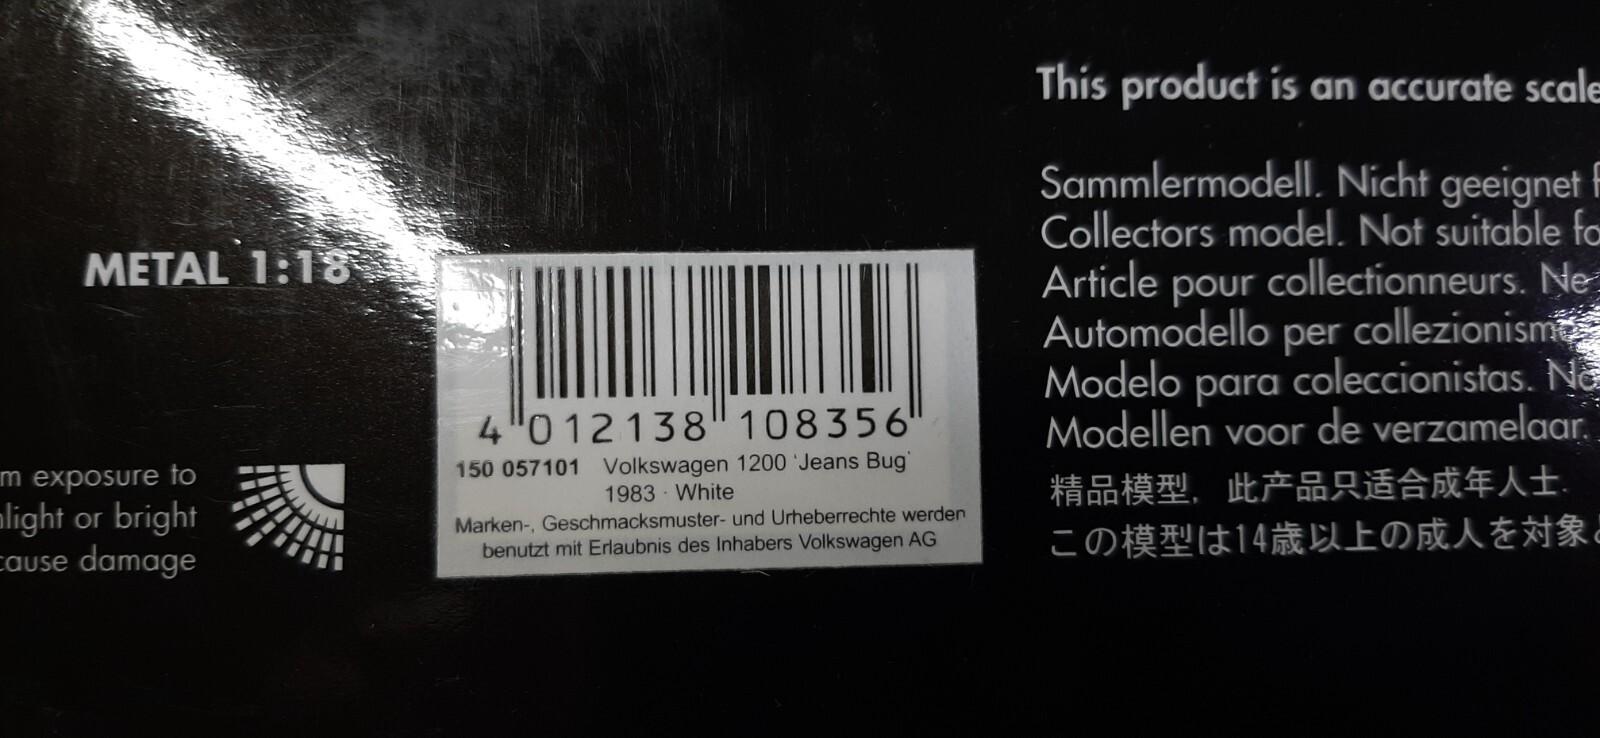 METAL 1:18
m exposure to
light or bright
cause damage
4 012138 108356
150 057101 Volkswagen 1200 'Jeans Bug'
1983 · White
Marken-, Geschmacksmuster- und Urheberrechte werden
benutzt mit Erlaubnis des Inhabers Volkswagen AG
This product is an accurate scale
Sammlermodell. Nicht geeignet f
Collectors model. Not suitable fo
Article pour collectionneurs. Ne
Automodello per collezionism
Modelo para coleccionistas. No
Modellen voor de verzamelaar.
精品模型, 此产品只适合成年人士.
この模型は14歳以上の成人を対象と